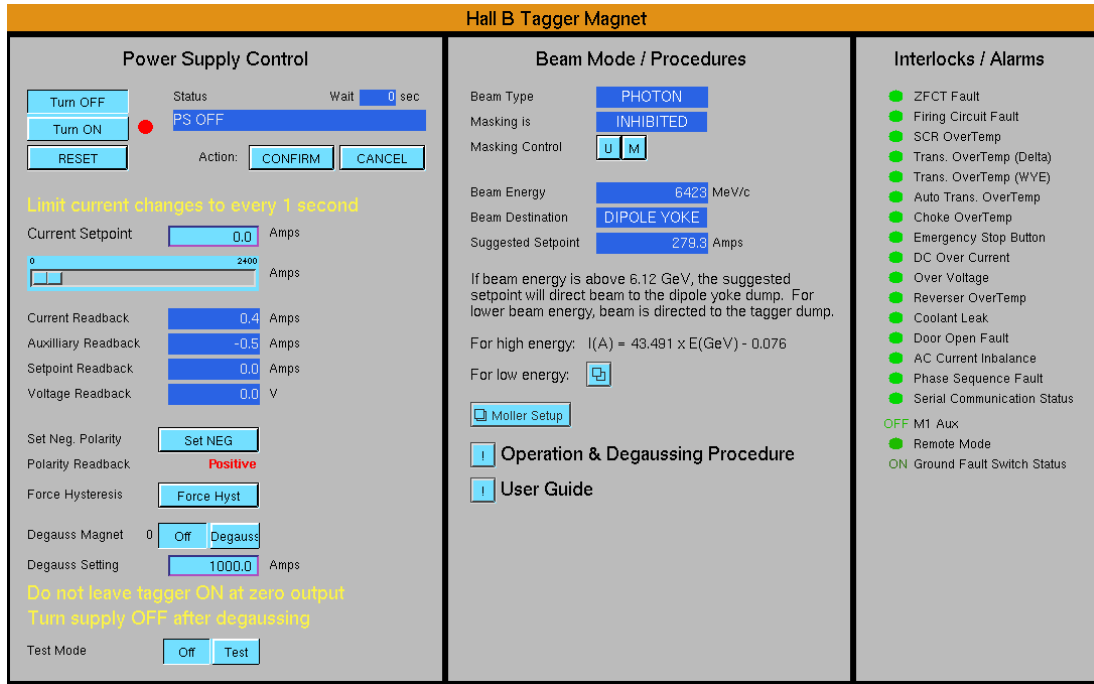 Hall B Tagger Magnet
Power Supply Control
Turn OFF
Status
Wait 0 sec
Turn ON
PS OFF
RESET
Action: CONFIRM CANCEL
Limit current changes to every 1 second
Current Setpoint 0.0 Amps
0 2400
Amps
Current Readback 0.4 Amps
Auxilliary Readback -0.5 Amps
Setpoint Readback 0.0 Amps
Voltage Readback 0.0 V
Set Neg. Polarity Set NEG
Polarity Readback Positive
Force Hysteresis Force Hyst
Degauss Magnet 0 Off Degauss
Degauss Setting 1000.0 Amps
Do not leave tagger ON at zero output
Turn supply OFF after degaussing
Test Mode Off Test
Beam Mode / Procedures
Beam Type PHOTON
Masking is INHIBITED
Masking Control U M
Beam Energy 6423 MeV/c
Beam Destination DIPOLE YOKE
Suggested Setpoint 279.3 Amps
If beam energy is above 6.12 GeV, the suggested
setpoint will direct beam to the dipole yoke dump. For
lower beam energy, beam is directed to the tagger dump.
For high energy: I(A) = 43.491 x E(GeV) - 0.076
For low energy:
Moller Setup
! Operation & Degaussing Procedure
! User Guide
Interlocks / Alarms
ZFCT Fault
Firing Circuit Fault
SCR OverTemp
Trans. OverTemp (Delta)
Trans. OverTemp (WYE)
Auto Trans. OverTemp
Choke OverTemp
Emergency Stop Button
DC Over Current
Over Voltage
Reverser OverTemp
Coolant Leak
Door Open Fault
AC Current Inbalance
Phase Sequence Fault
Serial Communication Status
OFF M1 Aux
Remote Mode
ON Ground Fault Switch Status